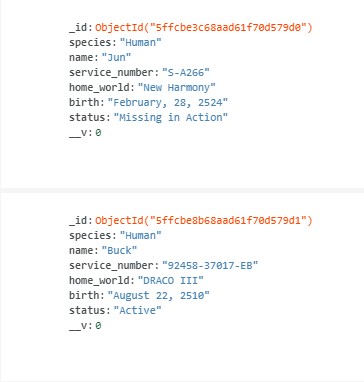 _id: ObjectId("5ffcbe3c68aad61f70d579d0")
species: "Human"
name: "Jun"
service_number: "S-A266"
home_world: "New Harmony"
birth: "February, 28, 2524"
status: "Missing in Action"
__v: 0
_id: ObjectId("5ffcbe8b68aad61f70d579d1")
species: "Human"
name: "Buck"
service_number: "92458-37017-EB"
home_world: "DRACO III"
birth: "August 22, 2510"
status: "Active"
__v: 0